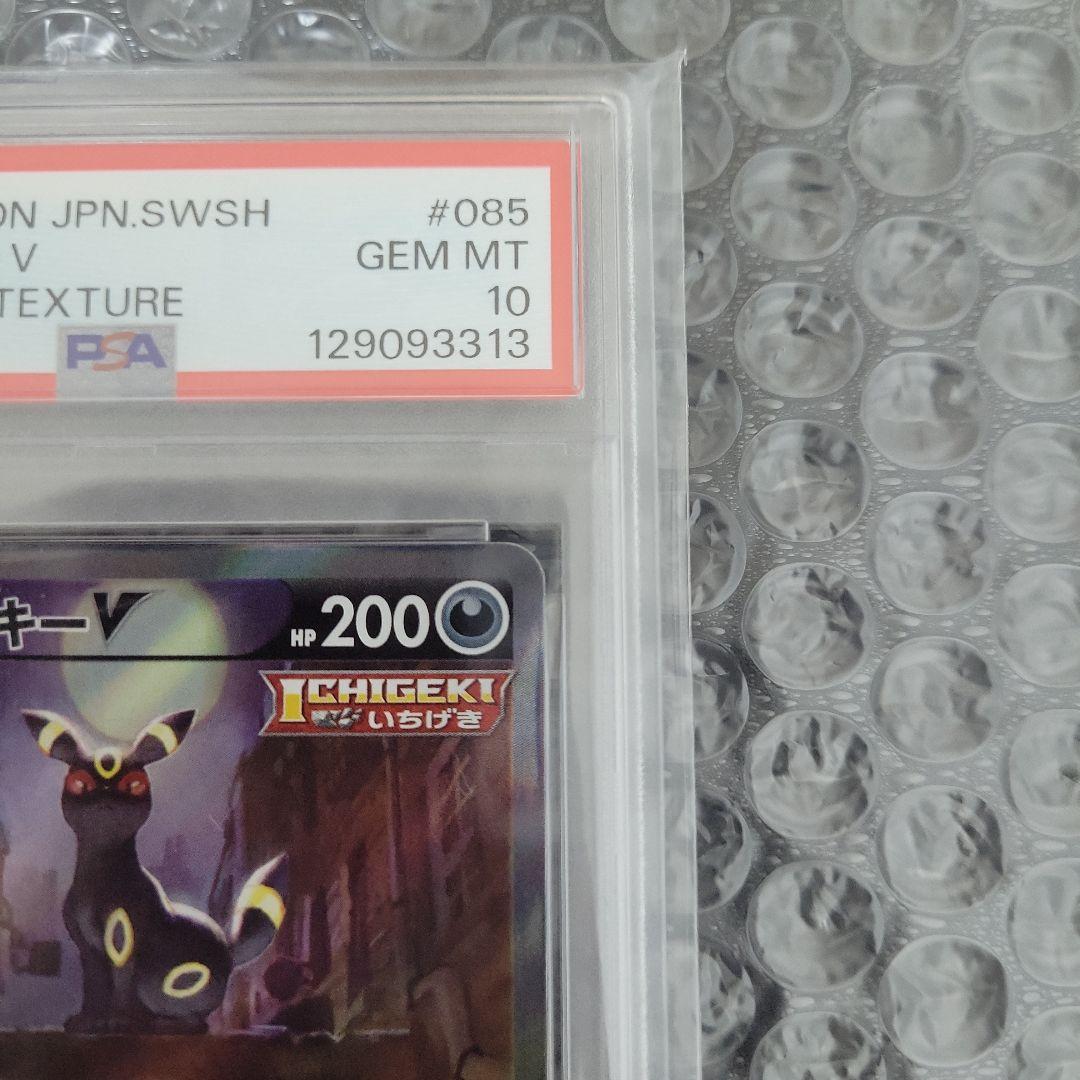 ON JPN.SWSH #085
V GEM MT
TEXTURE 10
PSA 129093313
キーV HP 200
ICHIGEKI
いちげき